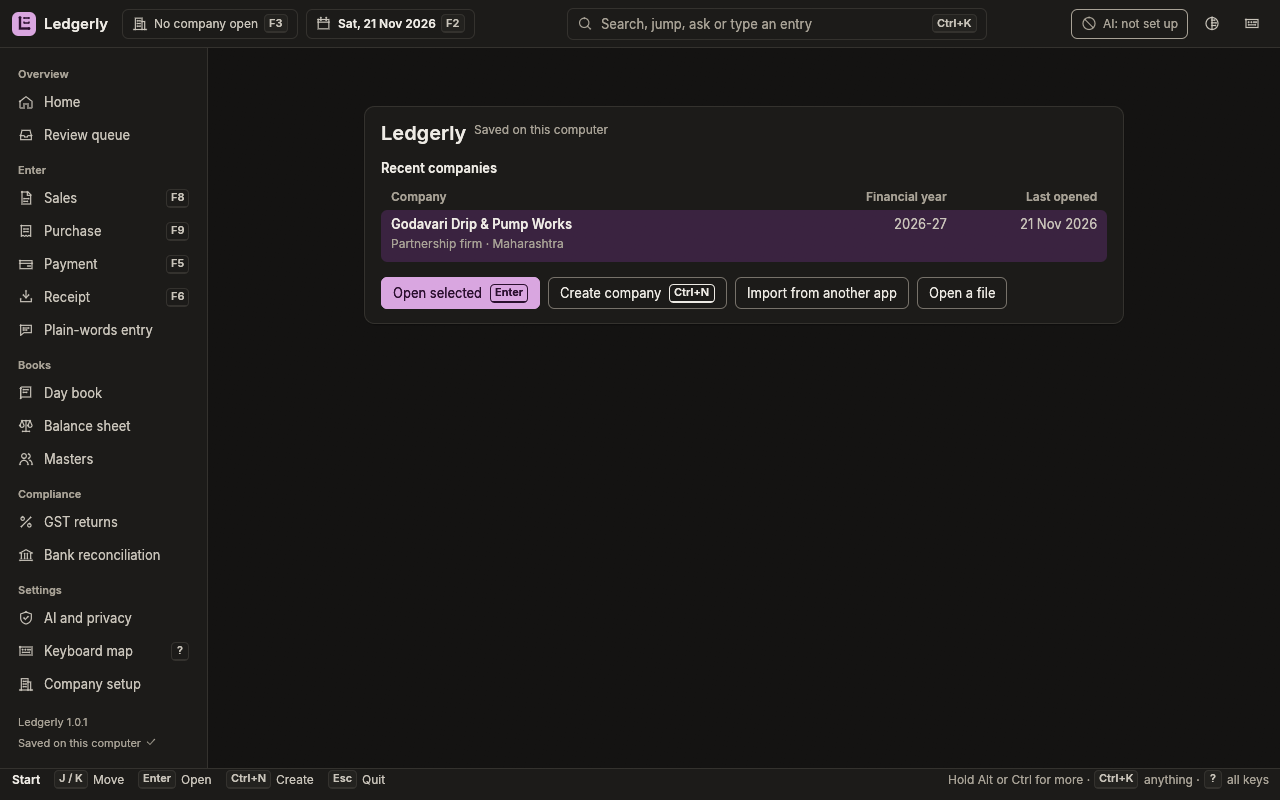 Ledgerly
No company open F3
Sat, 21 Nov 2026 F2
Search, jump, ask or type an entry Ctrl+K
AI: not set up
Overview
Home
Review queue
Enter
Sales F8
Purchase F9
Payment F5
Receipt F6
Plain-words entry
Books
Day book
Balance sheet
Masters
Compliance
GST returns
Bank reconciliation
Settings
AI and privacy
Keyboard map ?
Company setup
Ledgerly 1.0.1
Saved on this computer
Ledgerly Saved on this computer
Recent companies
Company Financial year Last opened
Godavari Drip & Pump Works 2026-27 21 Nov 2026
Partnership firm · Maharashtra
Open selected Enter
Create company Ctrl+N
Import from another app
Open a file
Start J / K Move Enter Open Ctrl+N Create Esc Quit
Hold Alt or Ctrl for more · Ctrl+K anything · ? all keys